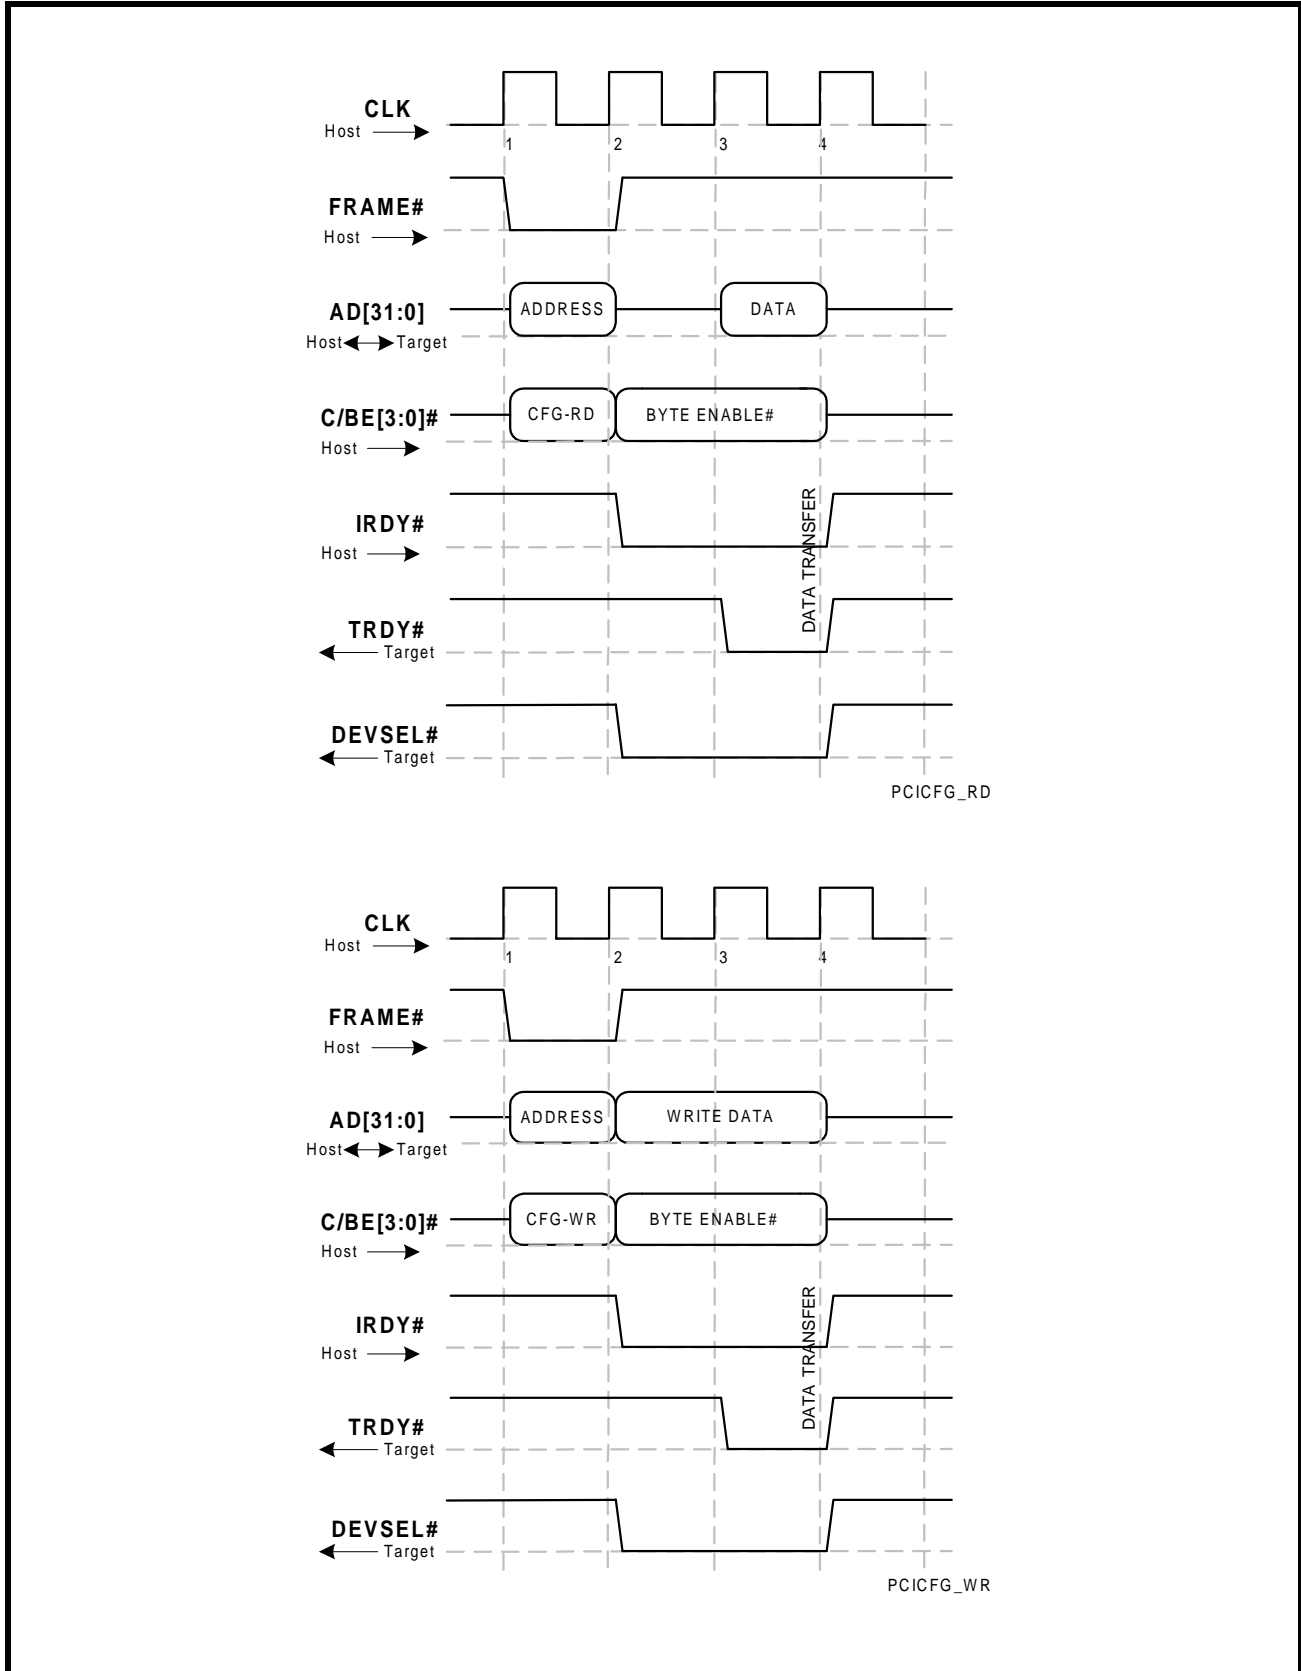 CLK
Host
1 2 3 4
FRAME#
Host
AD[31:0]
ADDRESS DATA
Host Target
C/BE[3:0]#
CFG-RD BYTE ENABLE#
Host
IRDY#
Host
DATA TRANSFER
TRDY#
Target
DEVSEL#
Target
PCICFG_RD
CLK
Host
1 2 3 4
FRAME#
Host
AD[31:0]
ADDRESS WRITE DATA
Host Target
C/BE[3:0]#
CFG-WR BYTE ENABLE#
Host
IRDY#
Host
DATA TRANSFER
TRDY#
Target
DEVSEL#
Target
PCICFG_WR